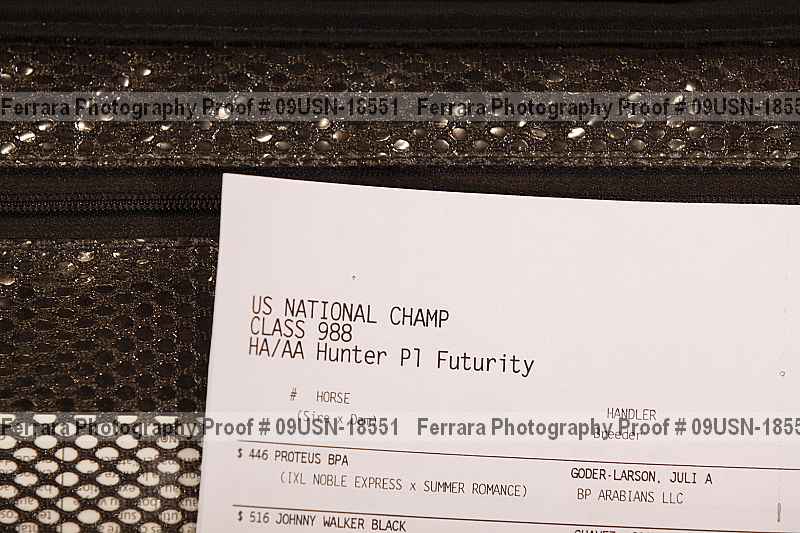 Ferrara Photography Proof # 09USN-18551 Ferrara Photography Proof # 09USN-1855
US NATIONAL CHAMP
CLASS 988
HA/AA Hunter Pl Futurity
# HORSE HANDLER
(Sire x Dam) Breeder
Ferrara Photography Proof # 09USN-18551 Ferrara Photography Proof # 09USN-1855
$ 446 PROTEUS BPA GODER-LARSON, JULI A
(IXL NOBLE EXPRESS x SUMMER ROMANCE) BP ARABIANS LLC
$ 516 JOHNNY WALKER BLACK